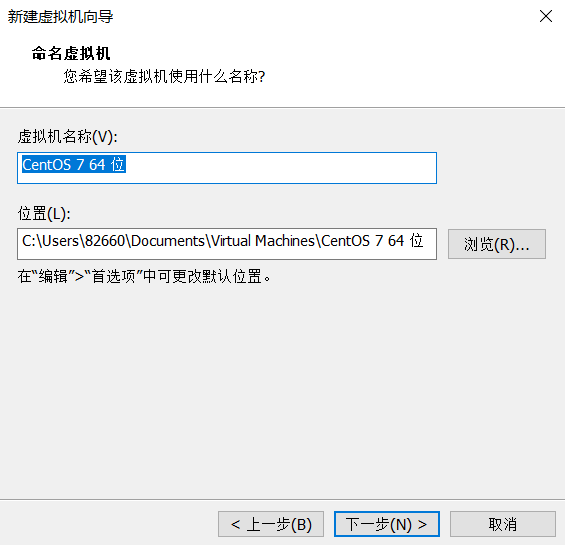 新建虚拟机向导
命名虚拟机
您希望该虚拟机使用什么名称?
虚拟机名称(V):
CentOS 7 64 位
位置(L):
C:\Users\82660\Documents\Virtual Machines\CentOS 7 64 位
浏览(R)...
在“编辑”>“首选项”中可更改默认位置。
< 上一步(B)
下一步(N) >
取消